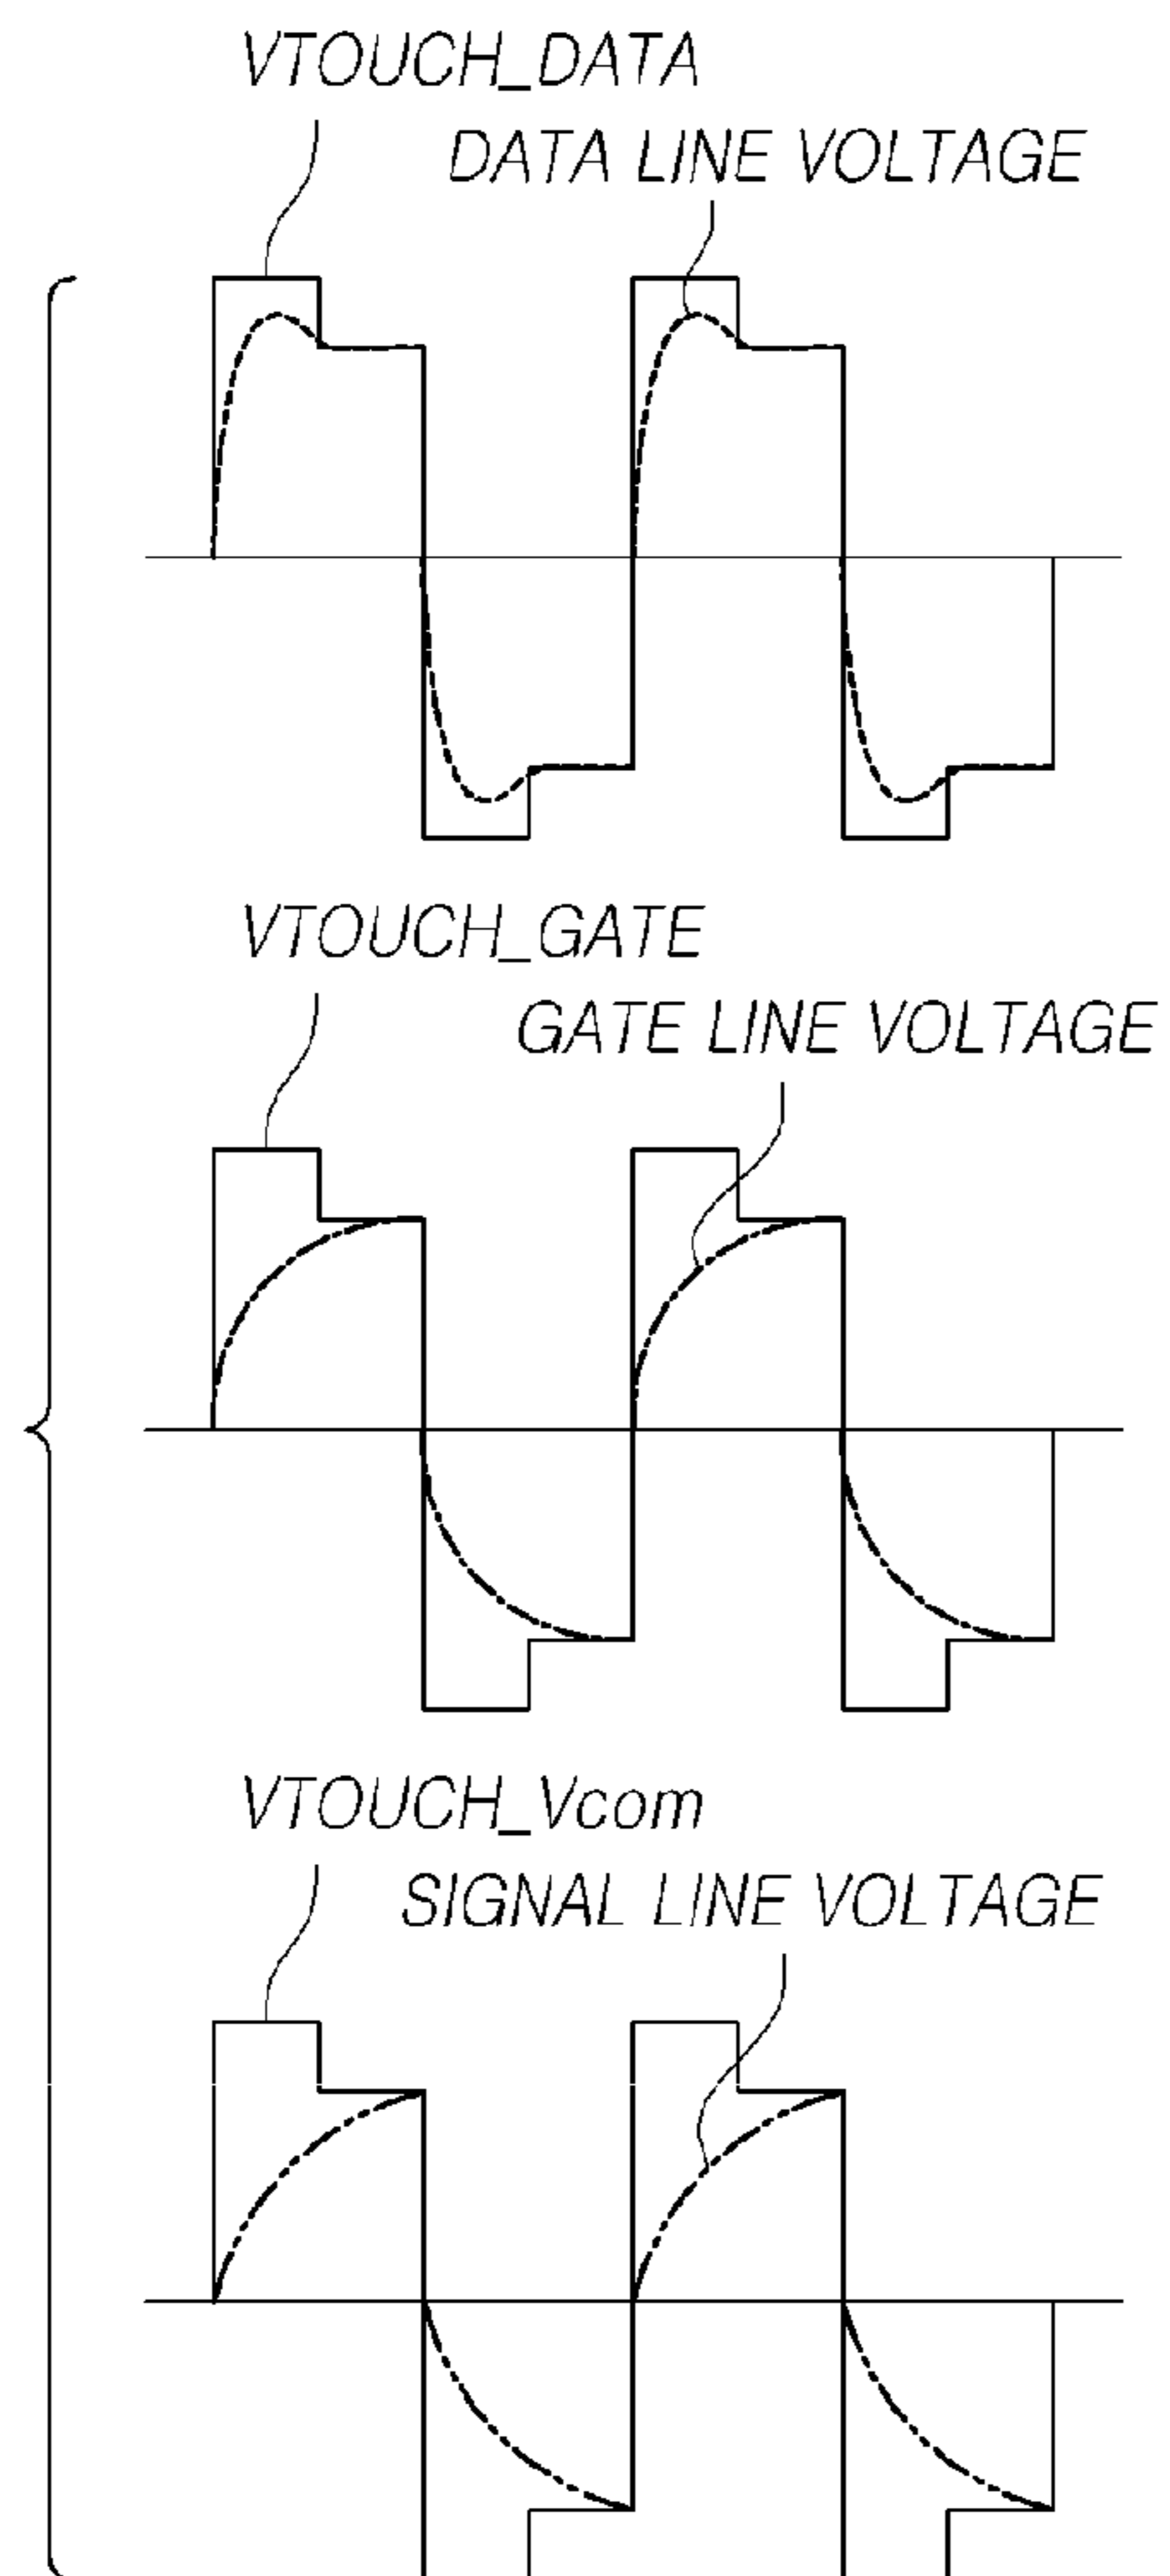 VTOUCH_DATA
DATA LINE VOLTAGE
VTOUCH_GATE
GATE LINE VOLTAGE
VTOUCH_Vcom
SIGNAL LINE VOLTAGE